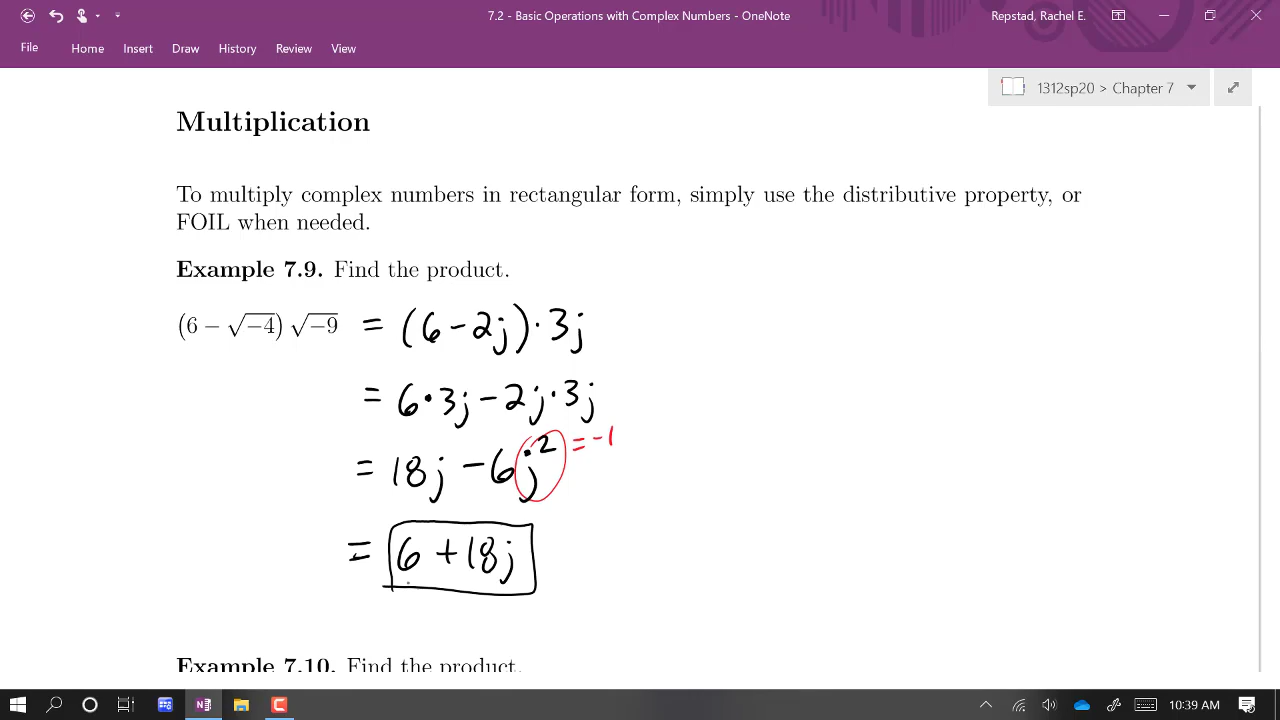 7.2 - Basic Operations with Complex Numbers - OneNote
Repstad, Rachel E.
File Home Insert Draw History Review View
1312sp20 > Chapter 7
Multiplication
To multiply complex numbers in rectangular form, simply use the distributive property, or
FOIL when needed.
Example 7.9. Find the product.
(6 − √−4) √−9 = (6 − 2j) · 3j
= 6 · 3j − 2j · 3j
= 18j − 6j² = −1
= 6 + 18j
Example 7.10. Find the product.
10:39 AM